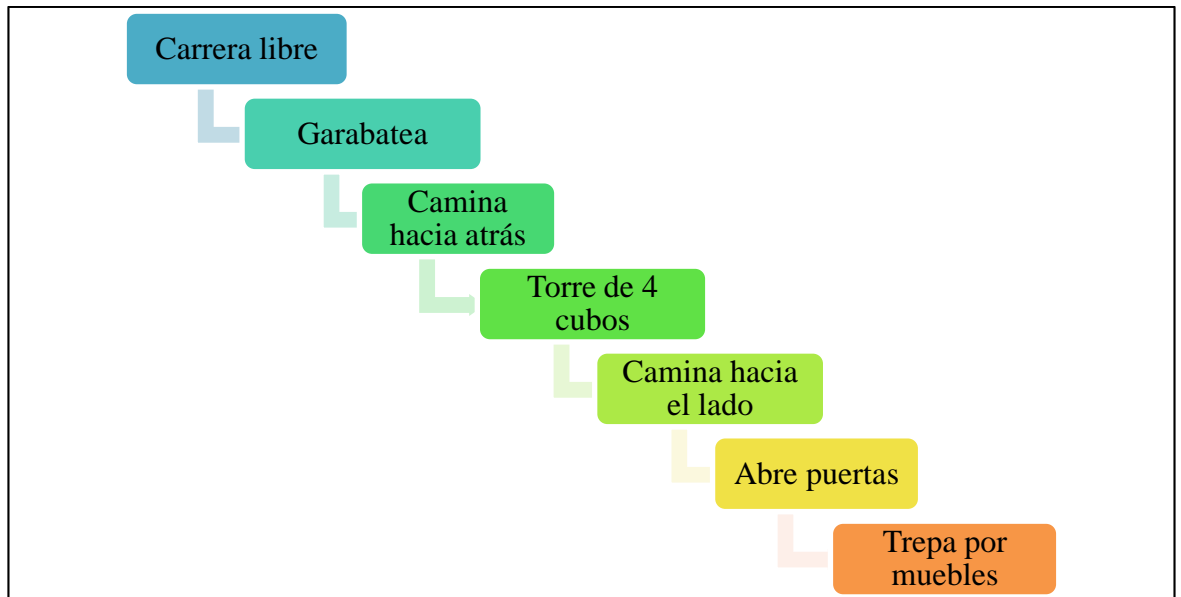 Carrera libre
Garabatea
Camina
hacia atrás
Torre de 4
cubos
Camina hacia
el lado
Abre puertas
Trepa por
muebles